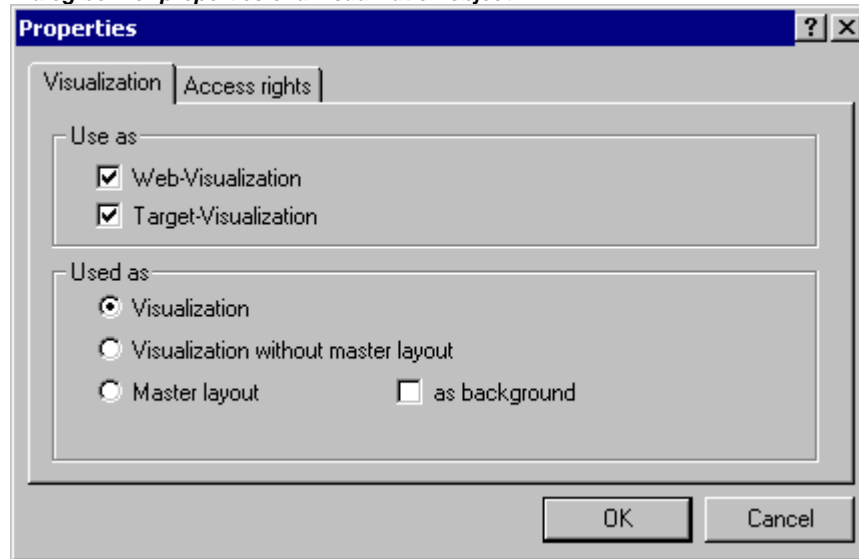 Properties
Visualization Access rights
Use as
Web-Visualization
Target-Visualization
Used as
Visualization
Visualization without master layout
Master layout as background
OK Cancel